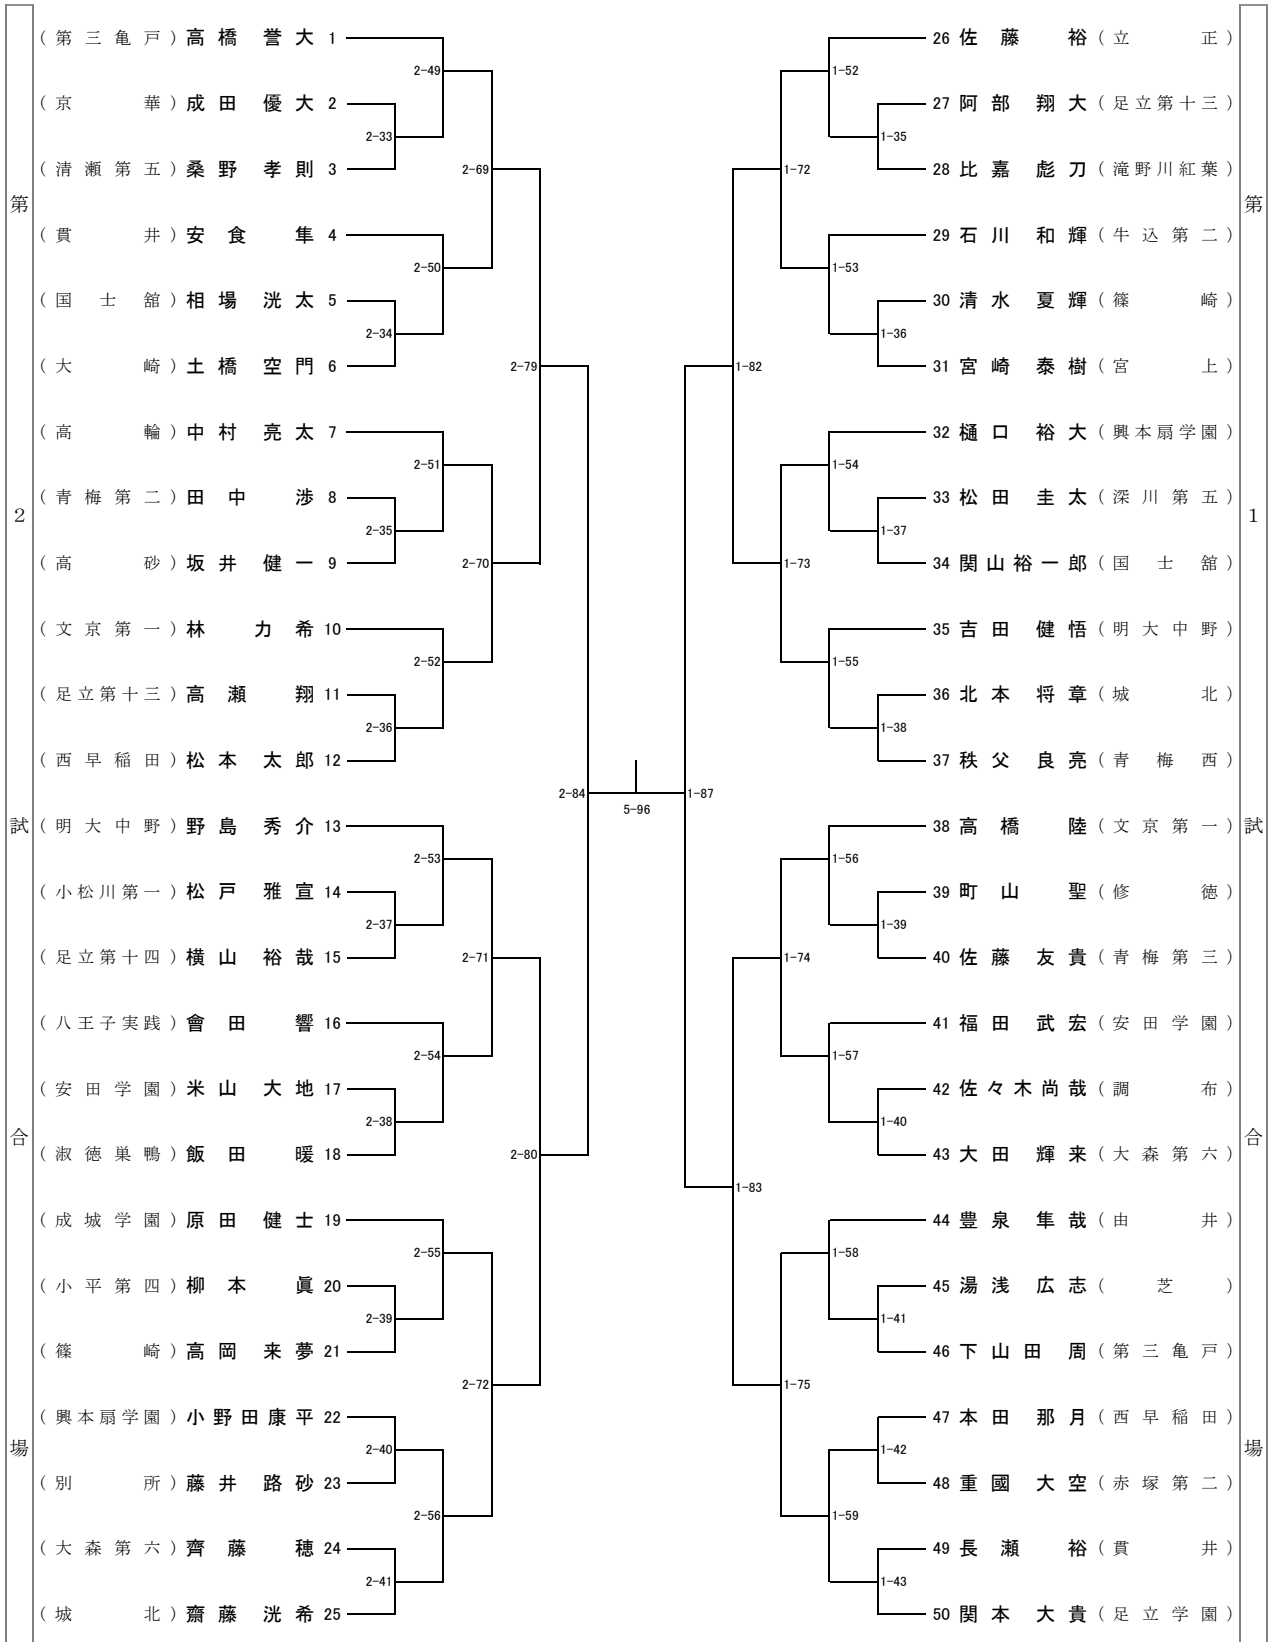 第2試合場
(第三亀戸) 高橋誉大 1
(京華) 成田優大 2
(清瀬第五) 桑野孝則 3
(貫井) 安食隼 4
(国士舘) 相場洸太 5
(大崎) 土橋空門 6
(高輪) 中村亮太 7
(青梅第二) 田中渉 8
(高砂) 坂井健一 9
(文京第一) 林力希 10
(足立第十三) 高瀬翔 11
(西早稲田) 松本太郎 12
(明大中野) 野島秀介 13
(小松川第一) 松戸雅宣 14
(足立第十四) 横山裕哉 15
(八王子実践) 會田響 16
(安田学園) 米山大地 17
(淑徳巣鴨) 飯田暖 18
(成城学園) 原田健士 19
(小平第四) 柳本眞 20
(篠崎) 高岡来夢 21
(興本扇学園) 小野田康平 22
(別所) 藤井路砂 23
(大森第六) 齊藤穂 24
(城北) 齋藤洸希 25
2-33
2-34
2-35
2-36
2-37
2-38
2-39
2-40
2-41
2-49
2-50
2-51
2-52
2-53
2-54
2-55
2-56
2-69
2-70
2-71
2-72
2-79
2-80
2-84
5-96
1-87
1-82
1-83
1-72
1-73
1-74
1-75
1-52
1-53
1-54
1-55
1-56
1-57
1-58
1-59
1-35
1-36
1-37
1-38
1-39
1-40
1-41
1-42
1-43
26 佐藤裕 (立正)
27 阿部翔大 (足立第十三)
28 比嘉彪刀 (滝野川紅葉)
29 石川和輝 (牛込第二)
30 清水夏輝 (篠崎)
31 宮崎泰樹 (宮上)
32 樋口裕大 (興本扇学園)
33 松田圭太 (深川第五)
34 関山裕一郎 (国士舘)
35 吉田健悟 (明大中野)
36 北本将章 (城北)
37 秩父良亮 (青梅西)
38 高橋陸 (文京第一)
39 町山聖 (修徳)
40 佐藤友貴 (青梅第三)
41 福田武宏 (安田学園)
42 佐々木尚哉 (調布)
43 大田輝来 (大森第六)
44 豊泉隼哉 (由井)
45 湯浅広志 (芝)
46 下山田周 (第三亀戸)
47 本田那月 (西早稲田)
48 重國大空 (赤塚第二)
49 長瀬裕 (貫井)
50 関本大貴 (足立学園)
第1試合場